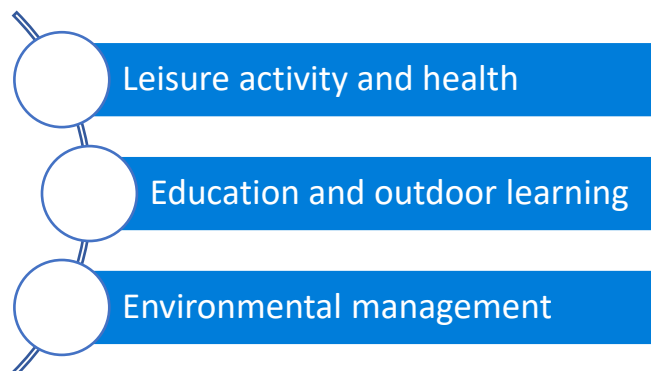 Leisure activity and health
Education and outdoor learning
Environmental management